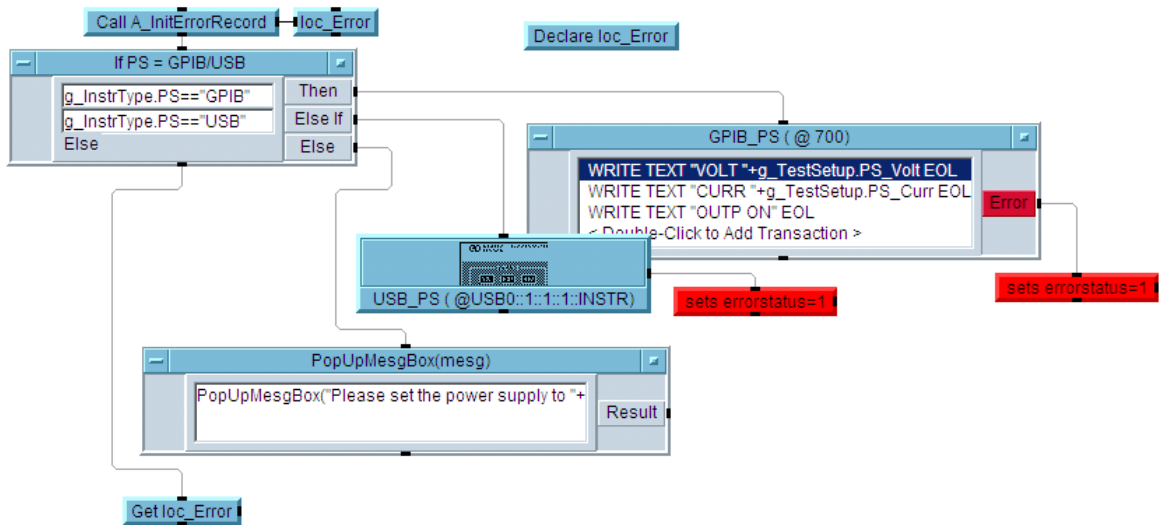 Call A_InitErrorRecord
loc_Error
Declare loc_Error
If PS = GPIB/USB
g_InstrType.PS=="GPIB"
Then
g_InstrType.PS=="USB"
Else If
Else
Else
GPIB_PS ( @ 700)
WRITE TEXT "VOLT "+g_TestSetup.PS_Volt EOL
WRITE TEXT "CURR "+g_TestSetup.PS_Curr EOL
WRITE TEXT "OUTP ON" EOL
< Double-Click to Add Transaction >
Error
USB_PS ( @USB0::1::1::1::INSTR)
sets errorstatus=1
sets errorstatus=1
PopUpMesgBox(mesg)
PopUpMesgBox("Please set the power supply to "+
Result
Get loc_Error